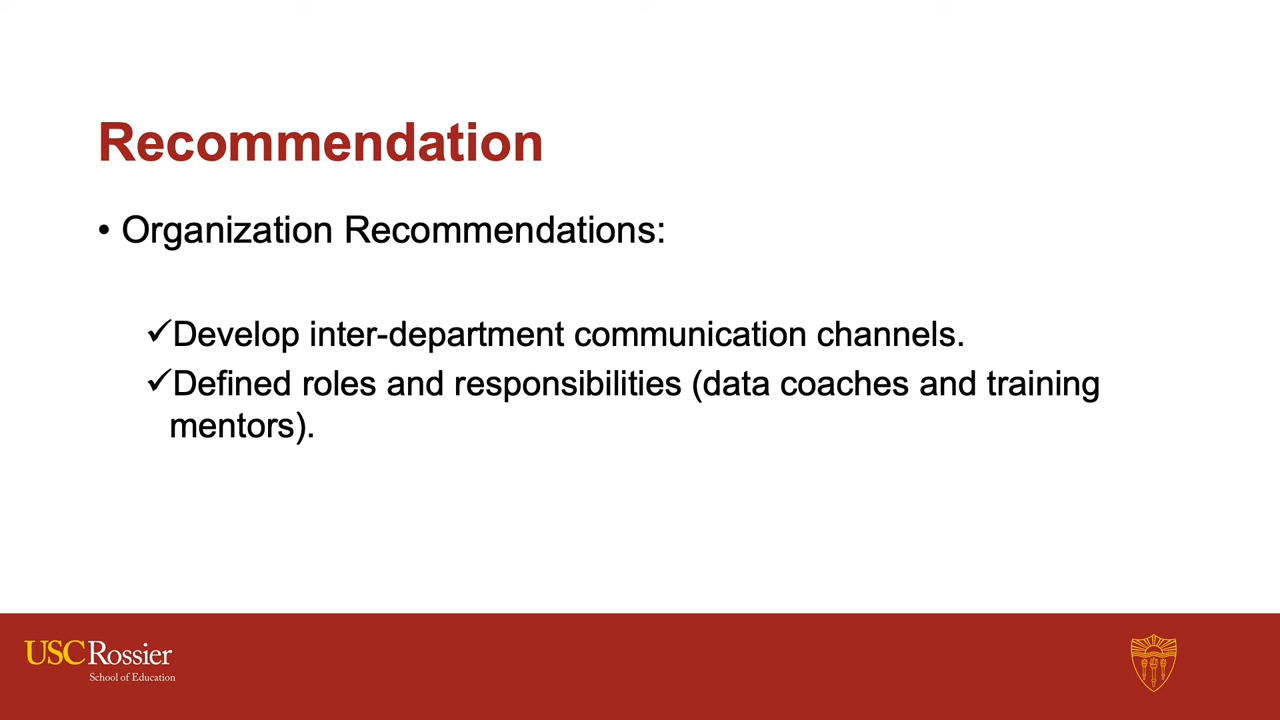 Recommendation
• Organization Recommendations:
✓Develop inter-department communication channels.
✓Defined roles and responsibilities (data coaches and training
mentors).
USC Rossier
School of Education